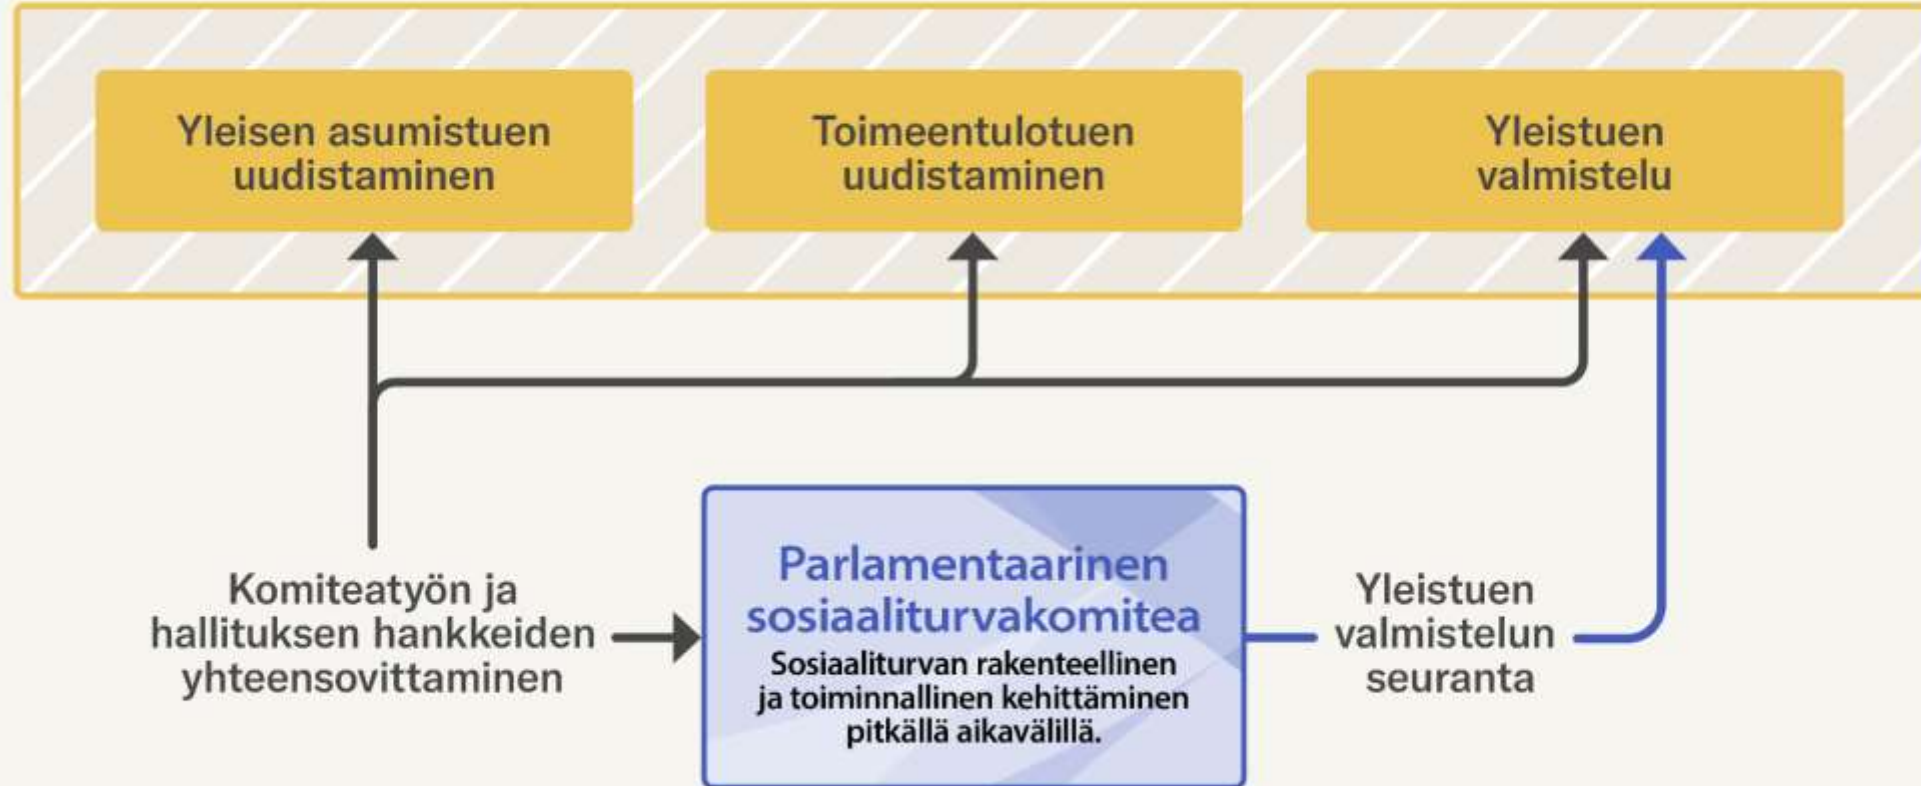 Yleisen asumistuen
uudistaminen
Toimeentulotuen
uudistaminen
Yleistuen
valmistelu
Komiteatyön ja
hallituksen hankkeiden
yhteensovittaminen
Parlamentaarinen
sosiaaliturvakomitea
Sosiaaliturvan rakenteellinen
ja toiminnallinen kehittäminen
pitkällä aikavälillä.
Yleistuen
valmistelun
seuranta